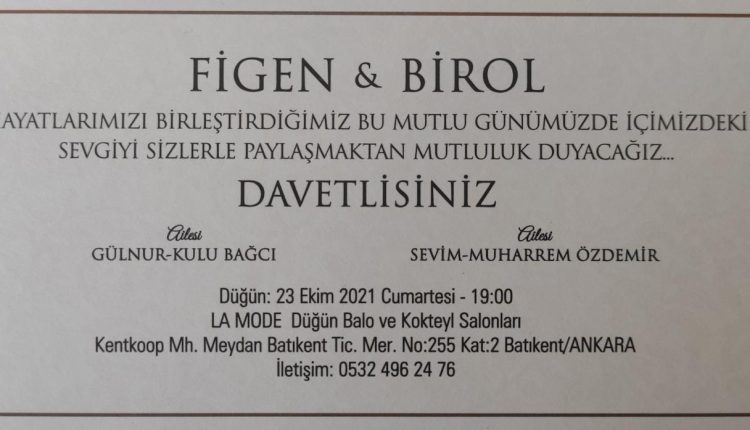 FİGEN & BİROL
AYATLARIMIZI BİRLEŞTİRDİĞİMİZ BU MUTLU GÜNÜMÜZDE İÇİMİZDEKİ
SEVGİYİ SİZLERLE PAYLAŞMAKTAN MUTLULUK DUYACAĞIZ...
DAVETLİSİNİZ
Ailesi Ailesi
GÜLNUR-KULU BAĞCI SEVİM-MUHARREM ÖZDEMİR
Düğün: 23 Ekim 2021 Cumartesi - 19:00
LA MODE Düğün Balo ve Kokteyl Salonları
Kentkoop Mh. Meydan Batıkent Tic. Mer. No:255 Kat:2 Batıkent/ANKARA
İletişim: 0532 496 24 76